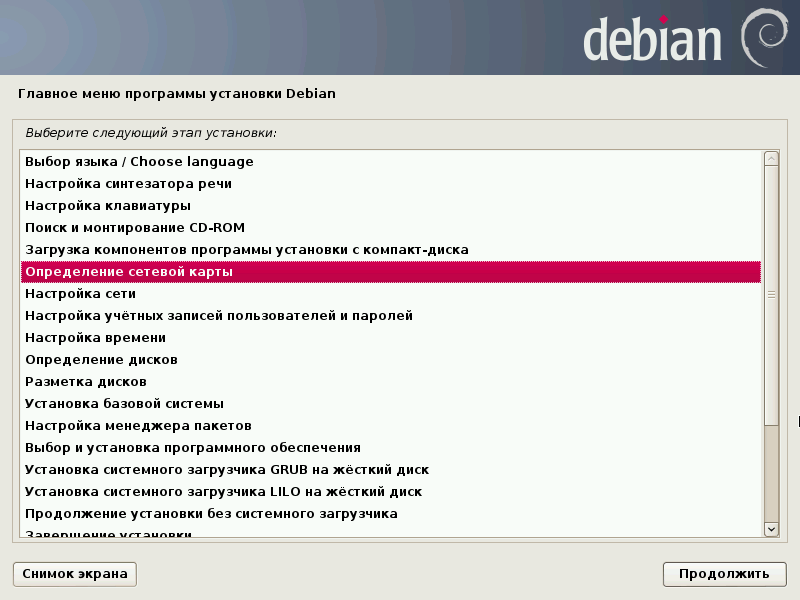 debian
Главное меню программы установки Debian
Выберите следующий этап установки:
Выбор языка / Choose language
Настройка синтезатора речи
Настройка клавиатуры
Поиск и монтирование CD-ROM
Загрузка компонентов программы установки с компакт-диска
Определение сетевой карты
Настройка сети
Настройка учётных записей пользователей и паролей
Настройка времени
Определение дисков
Разметка дисков
Установка базовой системы
Настройка менеджера пакетов
Выбор и установка программного обеспечения
Установка системного загрузчика GRUB на жёсткий диск
Установка системного загрузчика LILO на жёсткий диск
Продолжение установки без системного загрузчика
Завершение установки
Снимок экрана
Продолжить